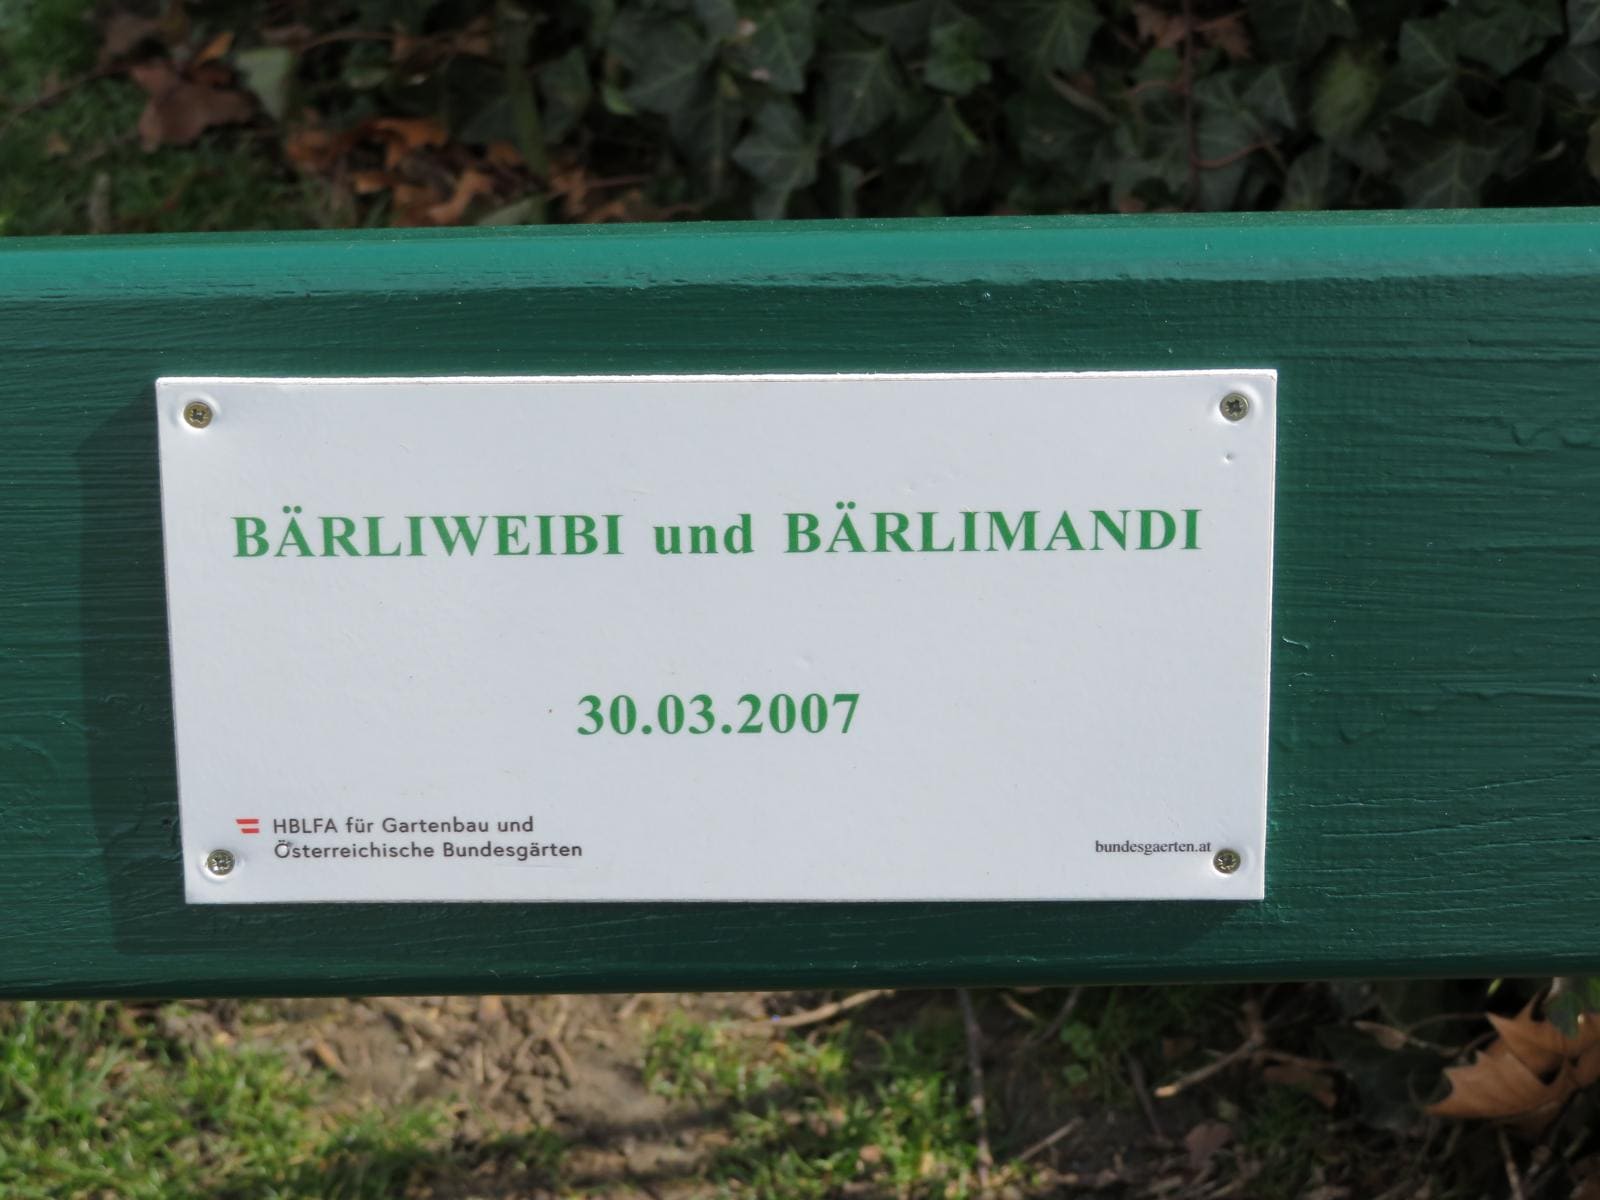 BÄRLIWEIBI und BÄRLIMANDI
30.03.2007
HBLFA für Gartenbau und
Österreichische Bundesgärten
bundesgaerten.at